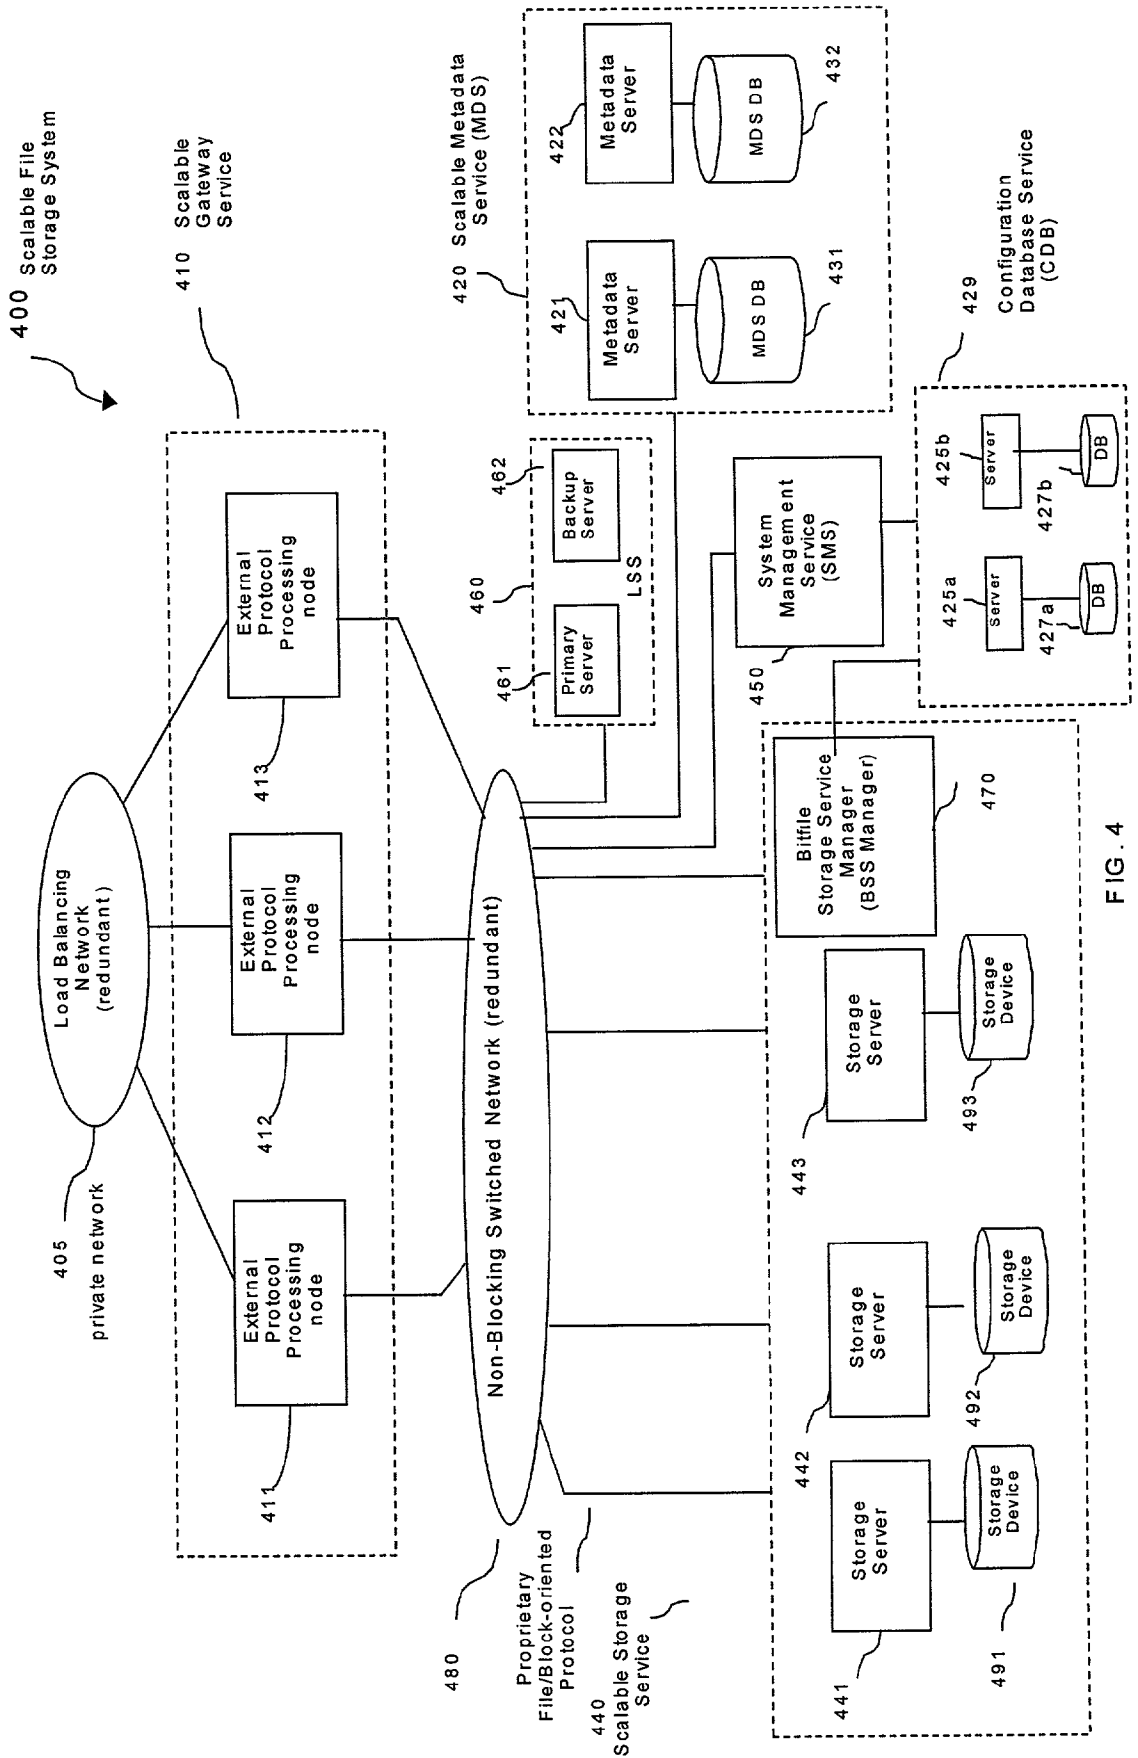 400
Scalable File
Storage System
405
private network
Load Balancing
Network
(redundant)
410
Scalable
Gateway
Service
External
Protocol
Processing
node
411
External
Protocol
Processing
node
412
External
Protocol
Processing
node
413
480
Non-Blocking Switched Network (redundant)
Proprietary
File/Block-oriented
Protocol
440
Scalable Storage
Service
460
461
Primary
Server
462
Backup
Server
LSS
420
Scalable Metadata
Service (MDS)
421
Metadata
Server
MDS DB
431
422
Metadata
Server
MDS DB
432
441
Storage
Server
Storage
Device
491
442
Storage
Server
Storage
Device
492
443
Storage
Server
Storage
Device
493
Bitfile
Storage Service
Manager
(BSS Manager)
470
450
System
Management
Service
(SMS)
429
Configuration
Database Service
(CDB)
425a
Server
427a
DB
425b
Server
427b
DB
FIG. 4